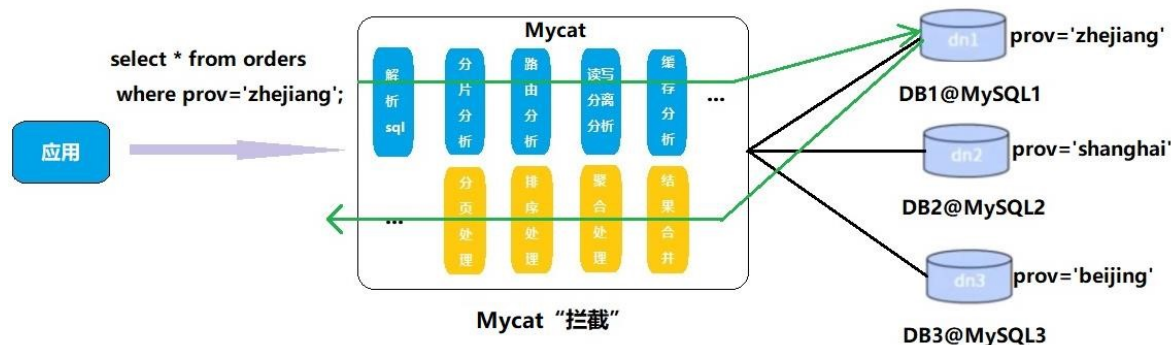 Mycat
select * from orders
where prov='zhejiang';
应用
解析sql
分片分析
路由分析
读写分离分析
缓存分析
...
...
分页处理
排序处理
聚合处理
结果合并
Mycat“拦截”
dn1
prov='zhejiang'
DB1@MySQL1
dn2
prov='shanghai'
DB2@MySQL2
dn3
prov='beijing'
DB3@MySQL3